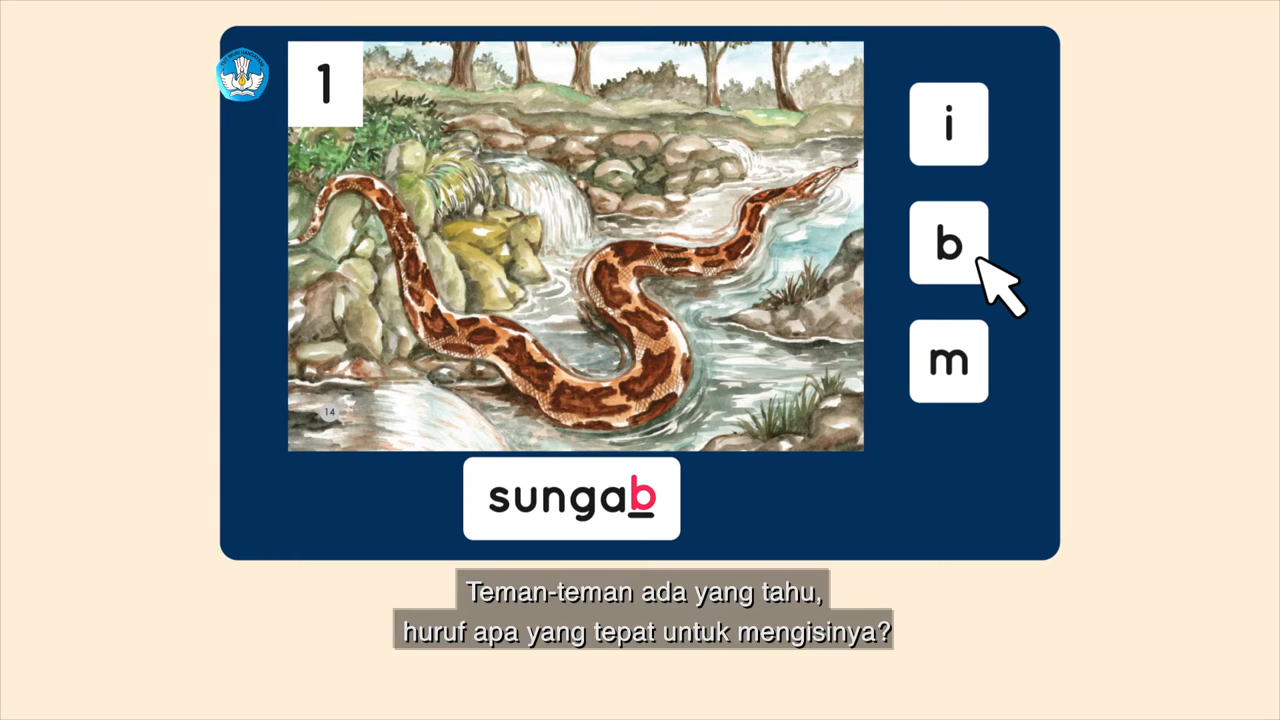 1
i
b
m
14
sungab
Teman-teman ada yang tahu,
huruf apa yang tepat untuk mengisinya?